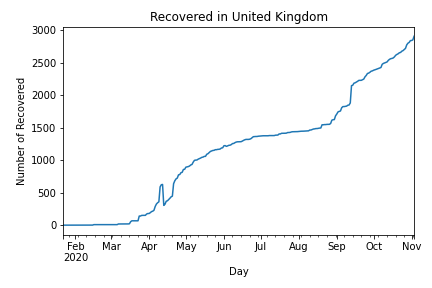 Recovered in United Kingdom
Number of Recovered
3000
2500
2000
1500
1000
500
0
Feb Mar Apr May Jun Jul Aug Sep Oct Nov
2020
Day